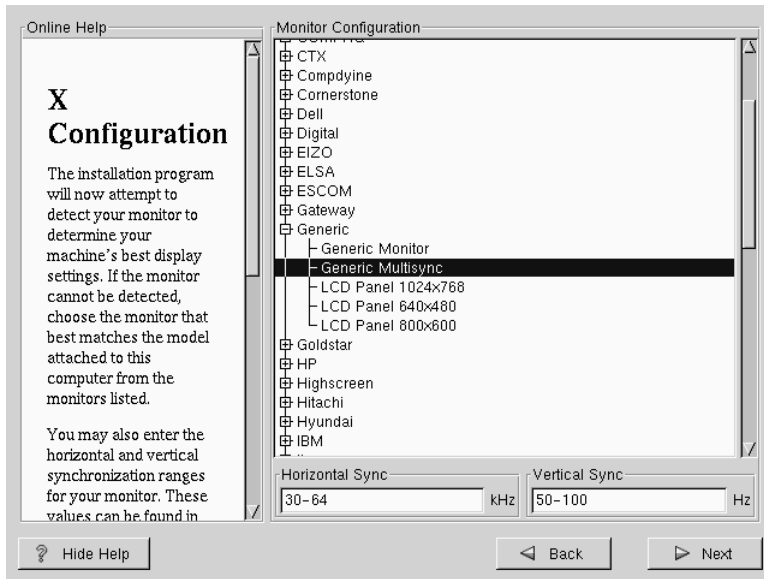 Online Help
X
Configuration
The installation program
will now attempt to
detect your monitor to
determine your
machine's best display
settings. If the monitor
cannot be detected,
choose the monitor that
best matches the model
attached to this
computer from the
monitors listed.
You may also enter the
horizontal and vertical
synchronization ranges
for your monitor. These
values can be found in
Monitor Configuration
CTX
Compdyine
Cornerstone
Dell
Digital
EIZO
ELSA
ESCOM
Gateway
Generic
Generic Monitor
Generic Multisync
LCD Panel 1024x768
LCD Panel 640x480
LCD Panel 800x600
Goldstar
HP
Highscreen
Hitachi
Hyundai
IBM
Horizontal Sync
30-64 kHz
Vertical Sync
50-100 Hz
Hide Help
Back
Next